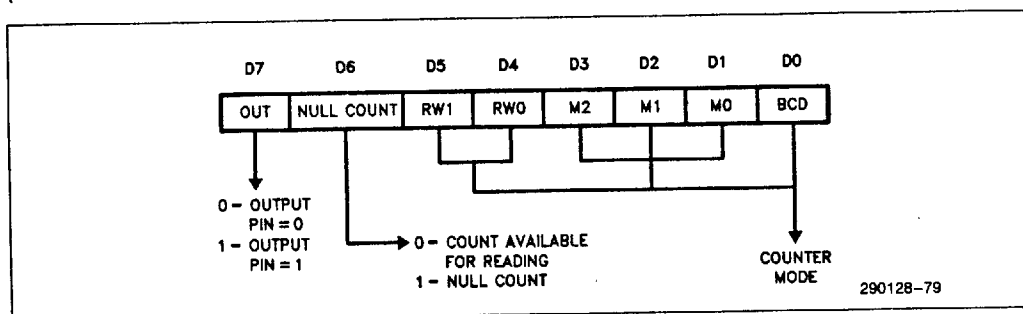 D7 D6 D5 D4 D3 D2 D1 D0
OUT NULL COUNT RW1 RW0 M2 M1 M0 BCD
0 – OUTPUT
PIN = 0
1 – OUTPUT
PIN = 1
0 – COUNT AVAILABLE
FOR READING
1 – NULL COUNT
COUNTER
MODE
290128–79